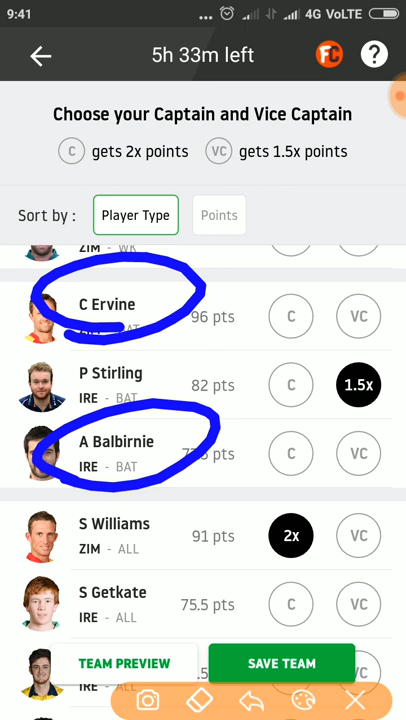 9:41 ... 4G VoLTE
5h 33m left FC ?
Choose your Captain and Vice Captain
C gets 2x points VC gets 1.5x points
Sort by : Player Type Points
ZIM - WK
C Ervine
96 pts C VC
P Stirling
IRE - BAT 82 pts C 1.5x
A Balbirnie
IRE - BAT C VC
S Williams
ZIM - ALL 91 pts 2x VC
S Getkate
IRE - ALL 75.5 pts C VC
TEAM PREVIEW SAVE TEAM
IRE - ALL